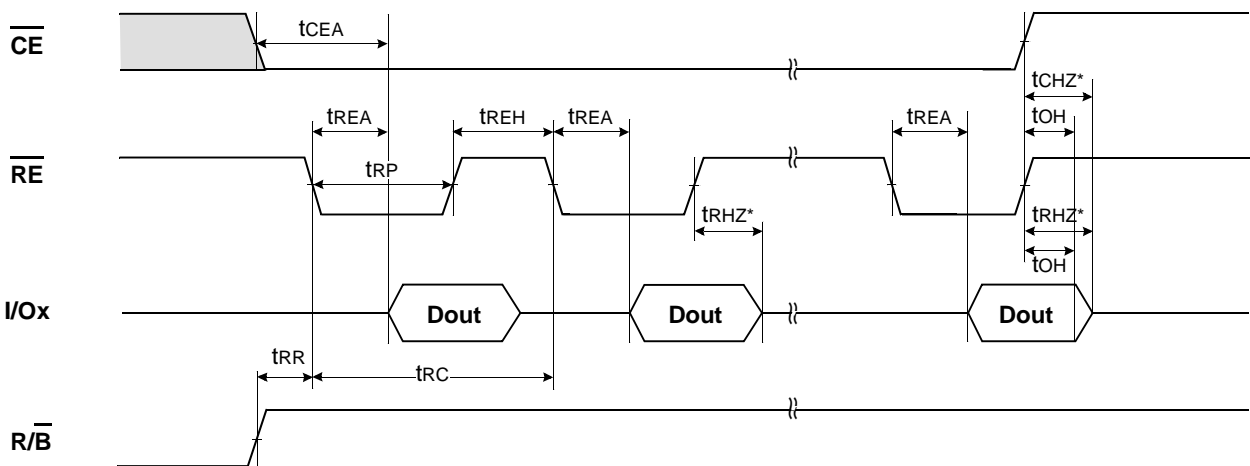 CE
tCEA
tCHZ*
tREA
tREH
tREA
tREA
tOH
RE
tRP
tRHZ*
tRHZ*
tOH
I/Ox
Dout
Dout
Dout
tRR
tRC
R/B